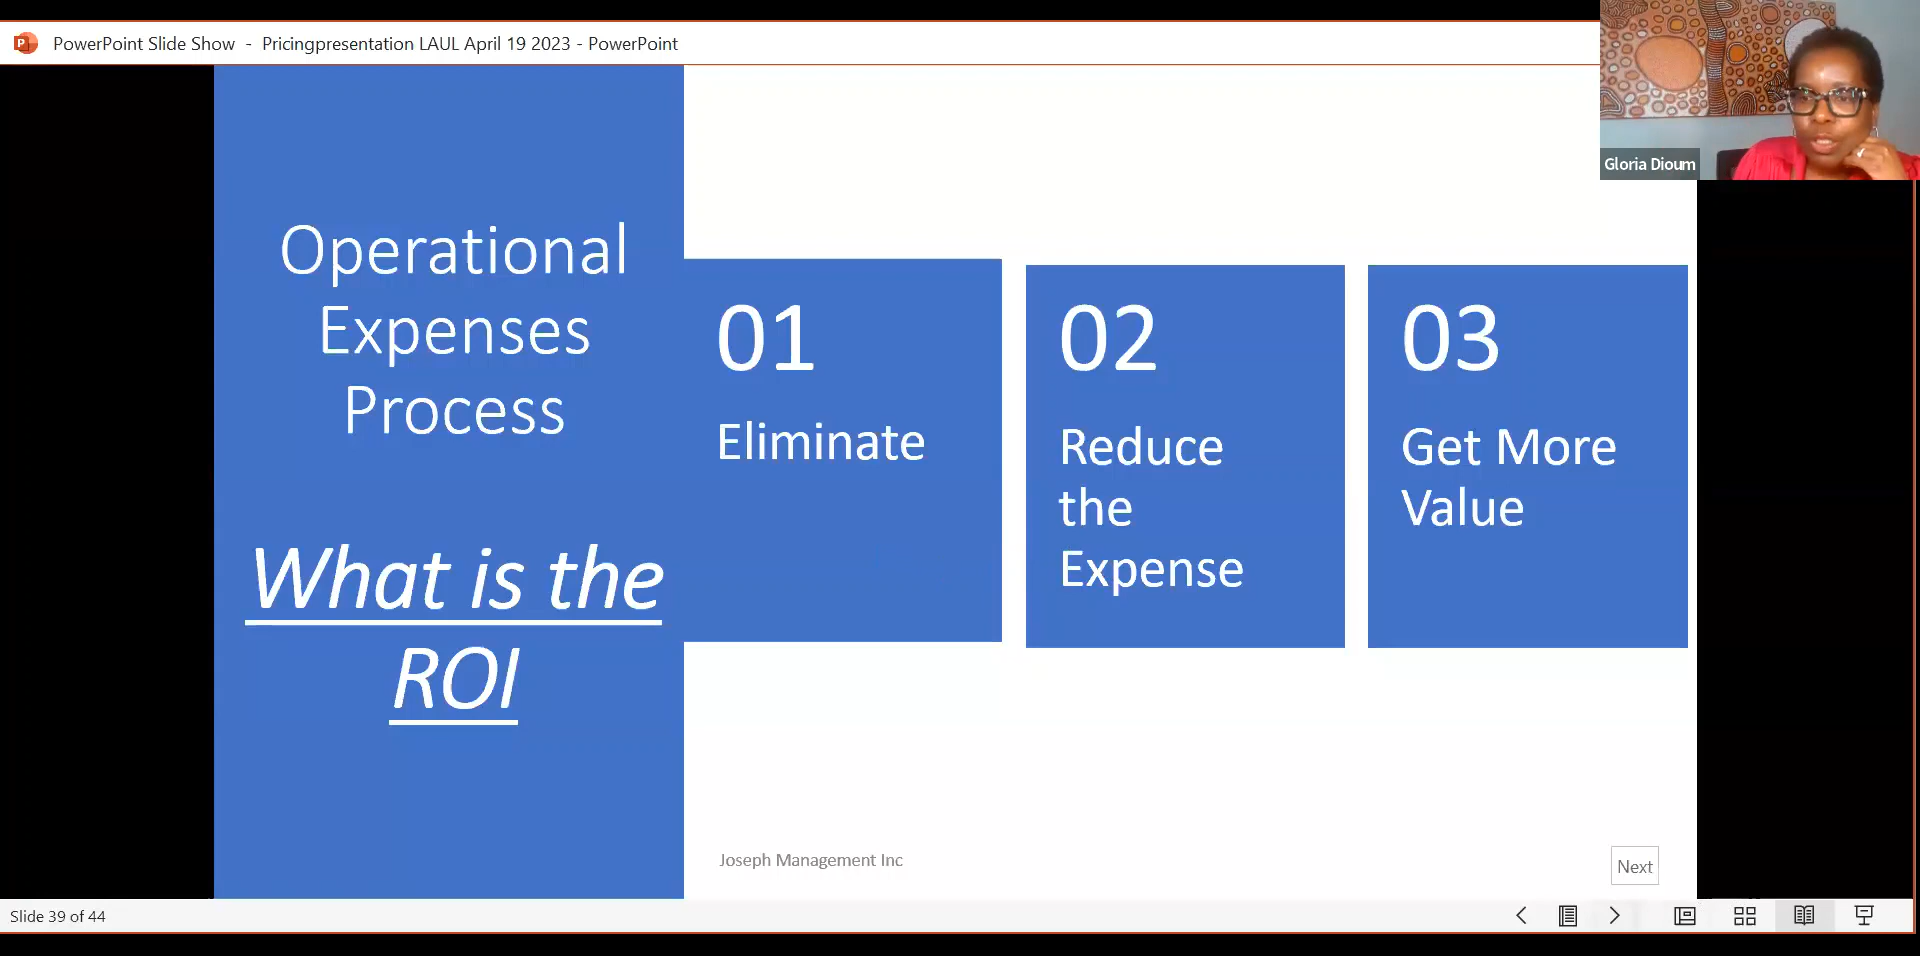 PowerPoint Slide Show - Pricingpresentation LAUL April 19 2023 - PowerPoint
Gloria Dioum
Operational
Expenses
Process
What is the
ROI
01
Eliminate
02
Reduce
the
Expense
03
Get More
Value
Joseph Management Inc
Next
Slide 39 of 44